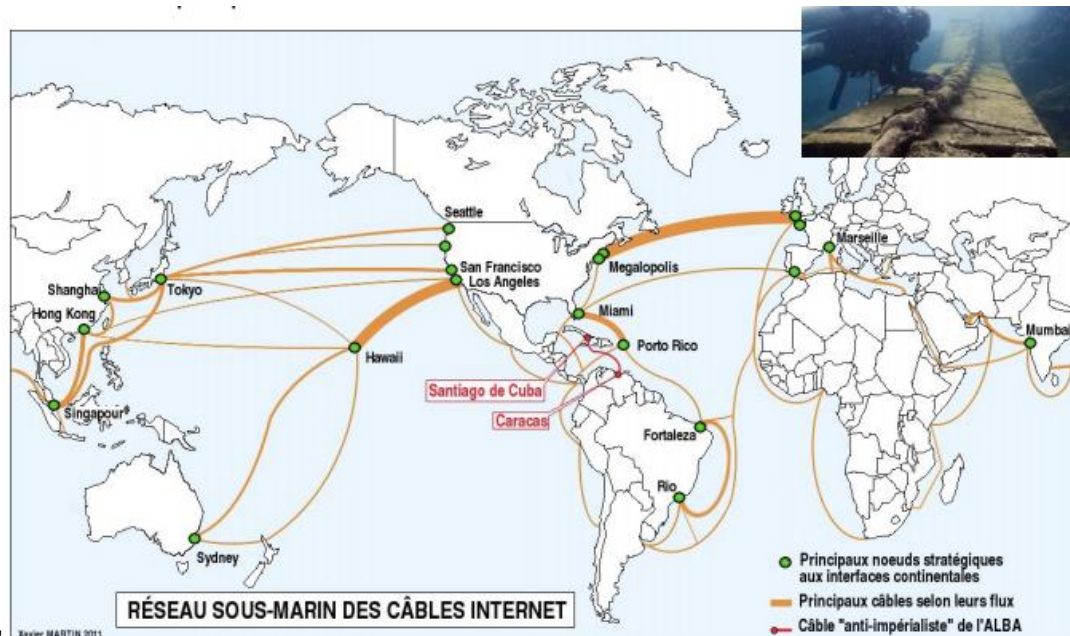 Seattle
San Francisco
Los Angeles
Megalopolis
Marseille
Shanghai
Tokyo
Hong Kong
Miami
Mumbai
Hawaii
Porto Rico
Santiago de Cuba
Singapour
Caracas
Fortaleza
Rio
Sydney
Principaux noeuds stratégiques
aux interfaces continentales
Principaux câbles selon leurs flux
Câble "anti-impérialiste" de l'ALBA
RÉSEAU SOUS-MARIN DES CÂBLES INTERNET
Xavier MARTIN 2011